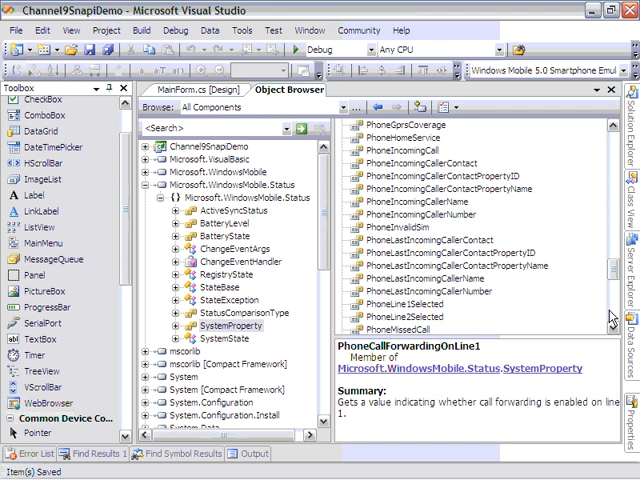 Channel9SnapiDemo - Microsoft Visual Studio
File Edit View Project Build Debug Data Tools Test Window Community Help
Debug Any CPU
Windows Mobile 5.0 Smartphone Emul
Toolbox
CheckBox
ComboBox
DataGrid
DateTimePicker
HScrollBar
ImageList
Label
LinkLabel
ListView
MainMenu
MessageQueue
Panel
PictureBox
ProgressBar
SerialPort
TextBox
Timer
TreeView
VScrollBar
WebBrowser
Common Device Co...
Pointer
MainForm.cs [Design] Object Browser
Browse: All Components
<Search>
Channel9SnapiDemo
Microsoft.VisualBasic
Microsoft.WindowsMobile
Microsoft.WindowsMobile.Status
{} Microsoft.WindowsMobile.Status
ActiveSyncStatus
BatteryLevel
BatteryState
ChangeEventArgs
ChangeEventHandler
RegistryState
StateBase
StateException
StatusComparisonType
SystemProperty
SystemState
mscorlib
mscorlib [Compact Framework]
System
System [Compact Framework]
System.Configuration
System.Configuration.Install
System.Data
PhoneGprsCoverage
PhoneHomeService
PhoneIncomingCall
PhoneIncomingCallerContact
PhoneIncomingCallerContactPropertyID
PhoneIncomingCallerContactPropertyName
PhoneIncomingCallerName
PhoneIncomingCallerNumber
PhoneInvalidSim
PhoneLastIncomingCallerContact
PhoneLastIncomingCallerContactPropertyID
PhoneLastIncomingCallerContactPropertyName
PhoneLastIncomingCallerName
PhoneLastIncomingCallerNumber
PhoneLine1Selected
PhoneLine2Selected
PhoneMissedCall
PhoneCallForwardingOnLine1
Member of
Microsoft.WindowsMobile.Status.SystemProperty
Summary:
Gets a value indicating whether call forwarding is enabled on line
1.
Solution Explorer
Class View
Server Explorer
Data Sources
Properties
Error List Find Results 1 Find Symbol Results Output
Item(s) Saved